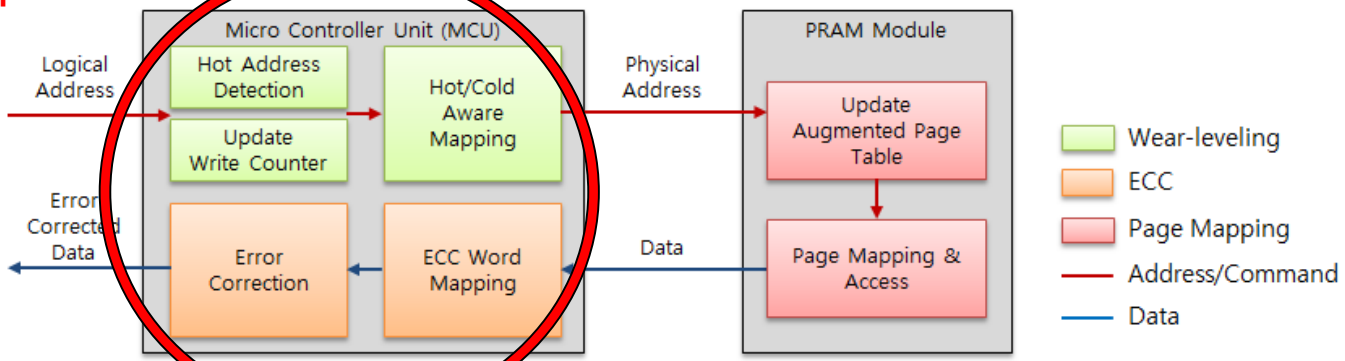 Micro Controller Unit (MCU)
PRAM Module
Logical
Address
Hot Address
Detection
Update
Write Counter
Hot/Cold
Aware
Mapping
Physical
Address
Update
Augmented Page
Table
Error
Corrected
Data
Error
Correction
ECC Word
Mapping
Data
Page Mapping &
Access
Wear-leveling
ECC
Page Mapping
Address/Command
Data